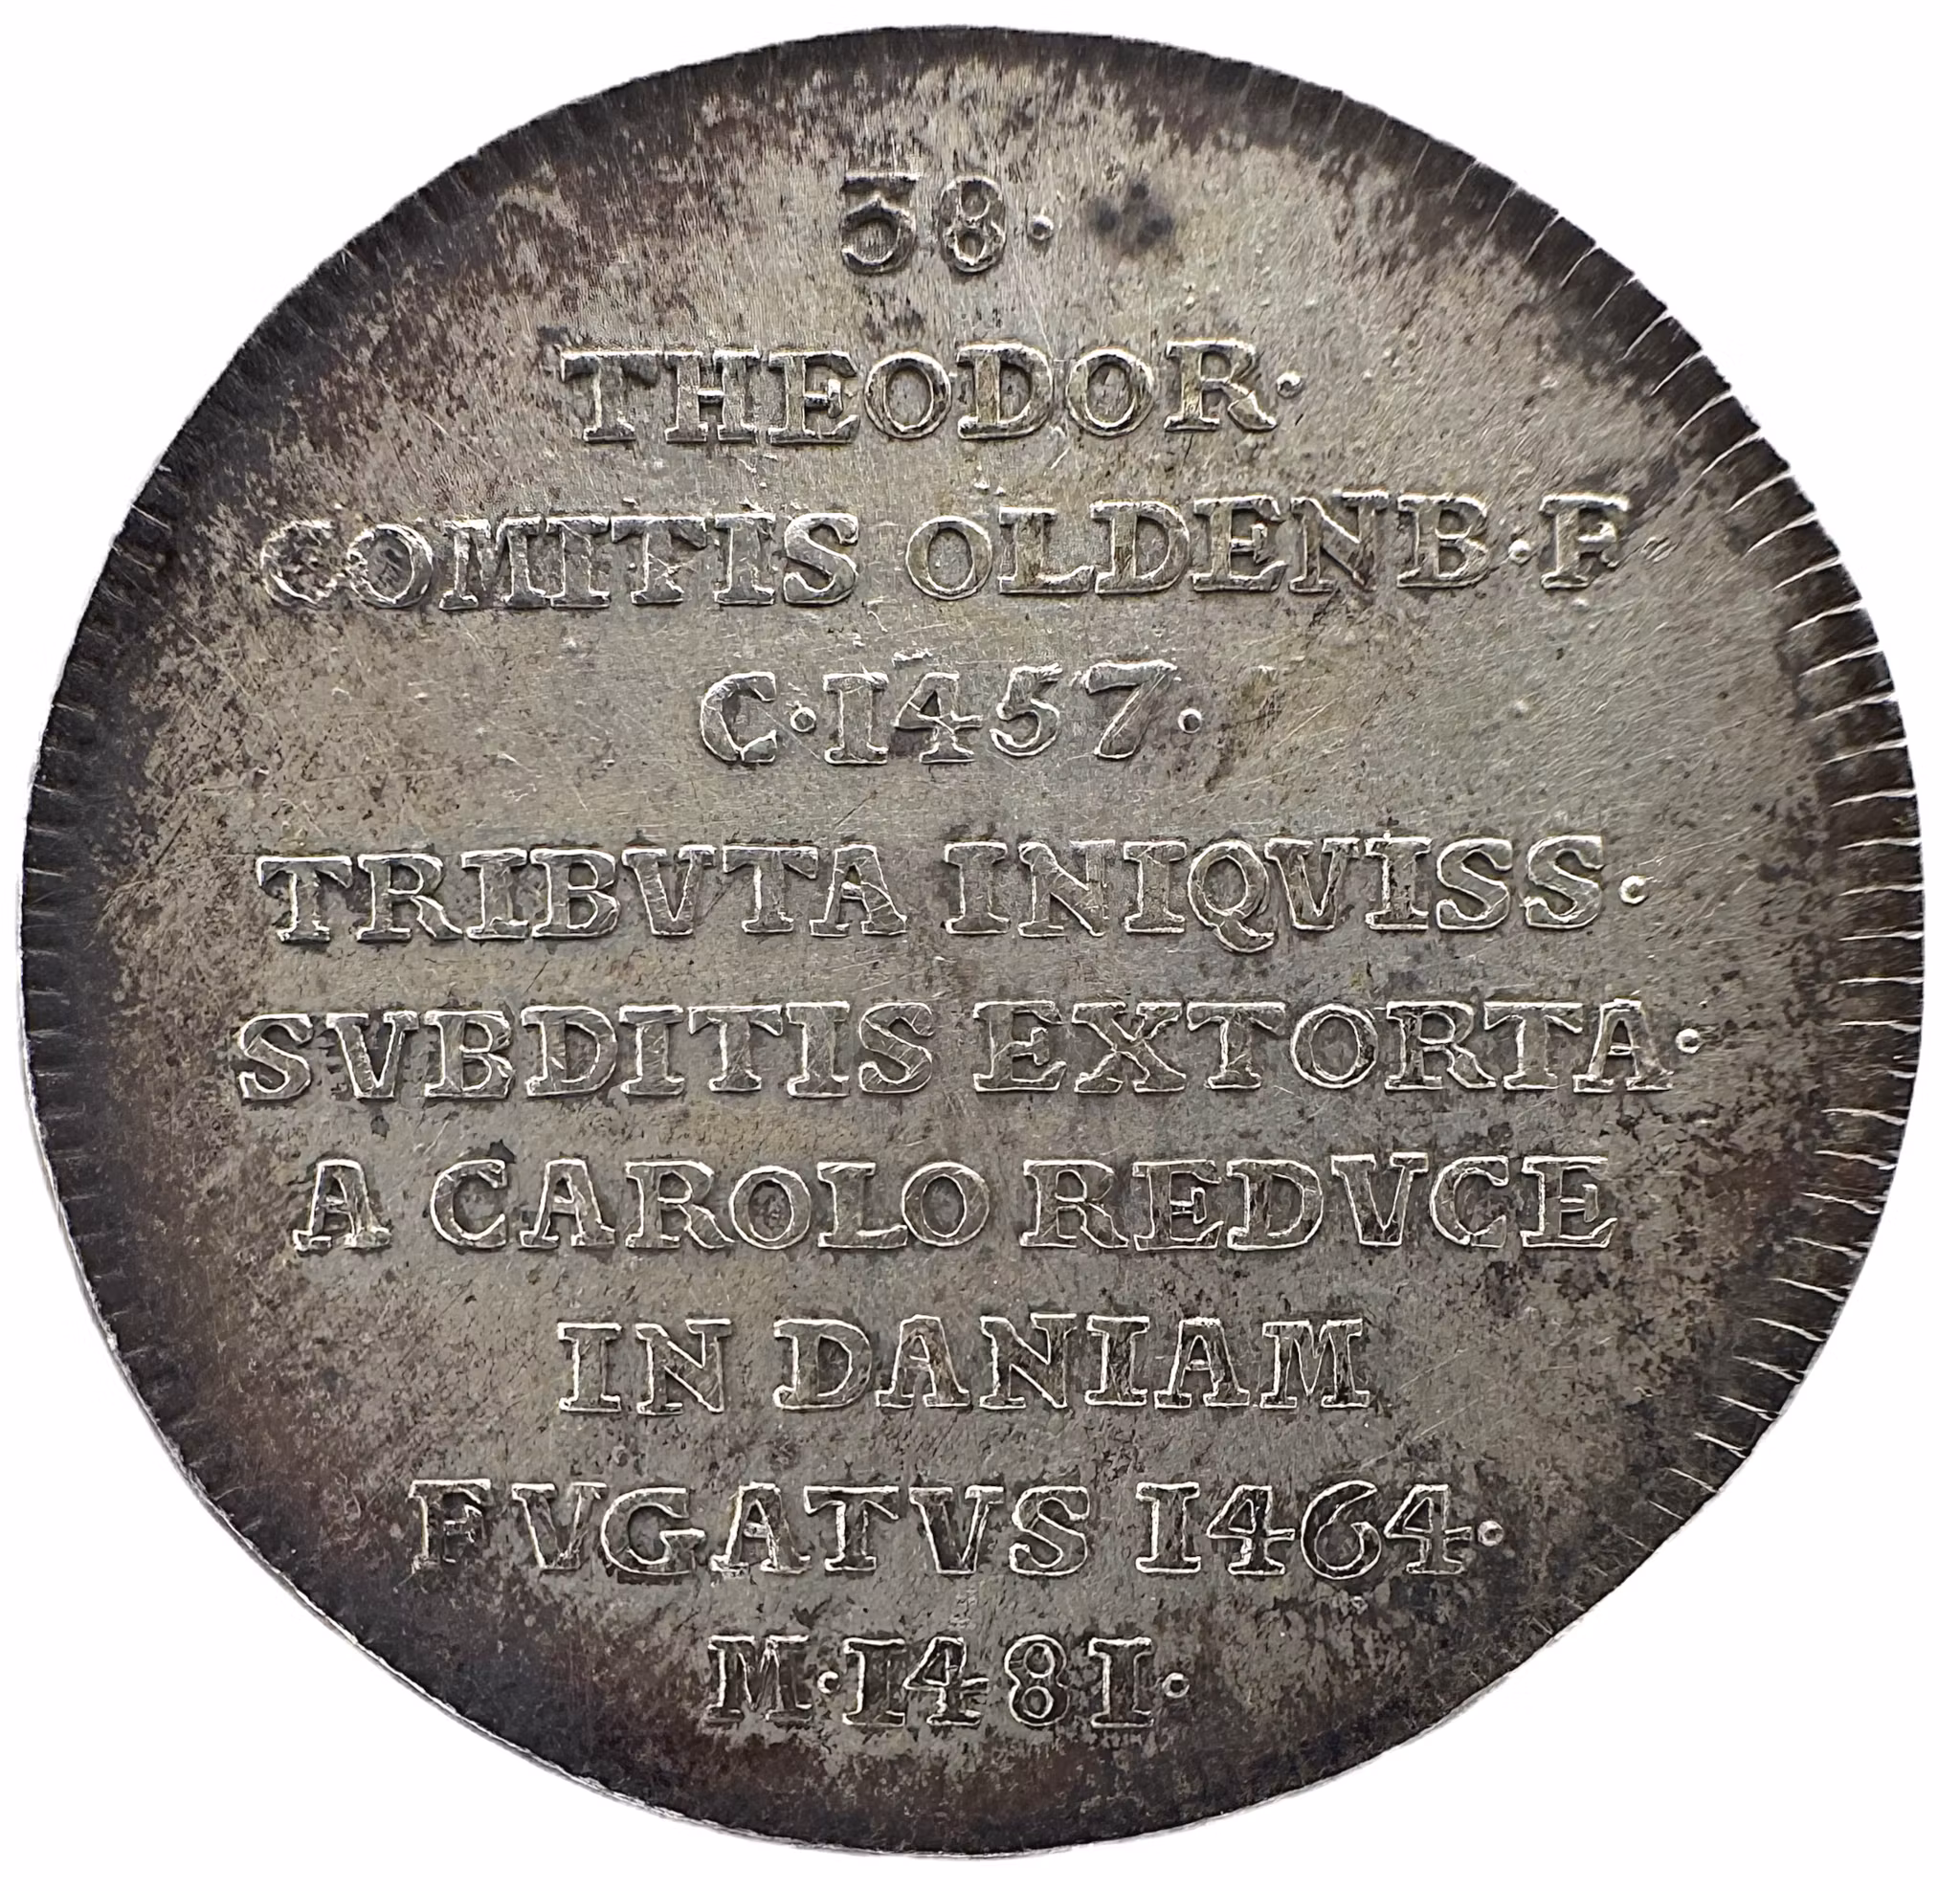 38·
THEODOR·
COMITIS OLDENB·F
C·1457·
TRIBVTA INIQVISS·
SVBDITIS EXTORTA·
A CAROLO REDVCE
IN DANIAM
FVGATVS 1464·
M·1481·